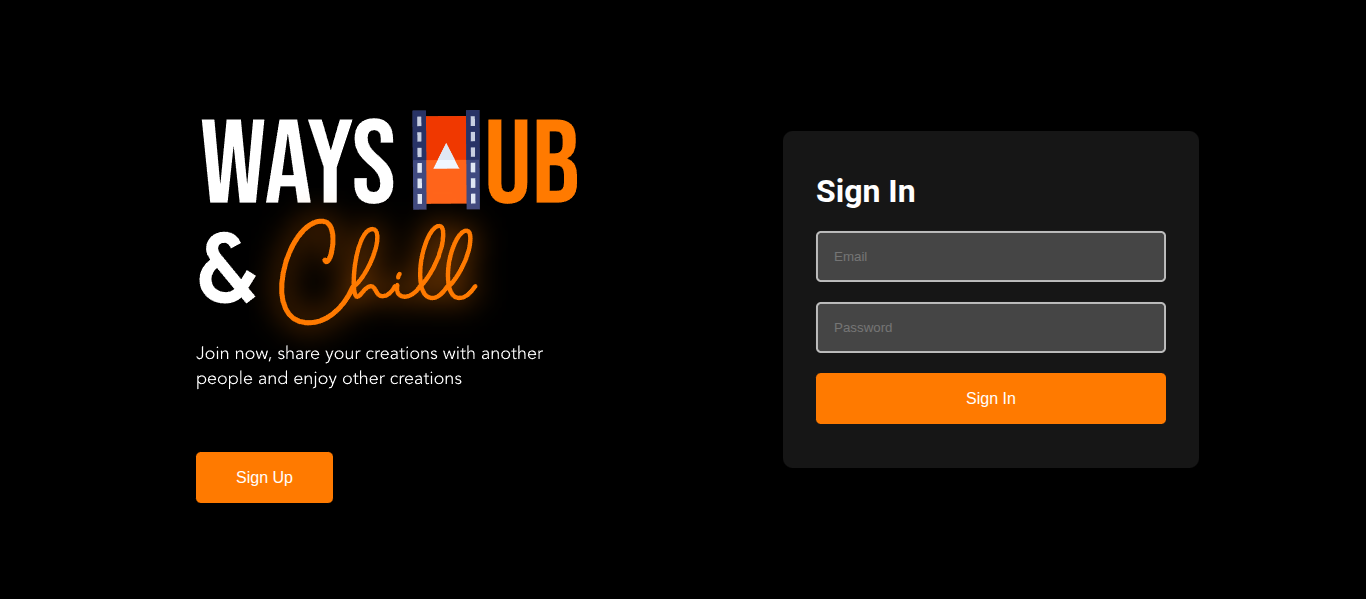 WAYS HUB
& Chill
Join now, share your creations with another
people and enjoy other creations
Sign Up
Sign In
Email
Password
Sign In